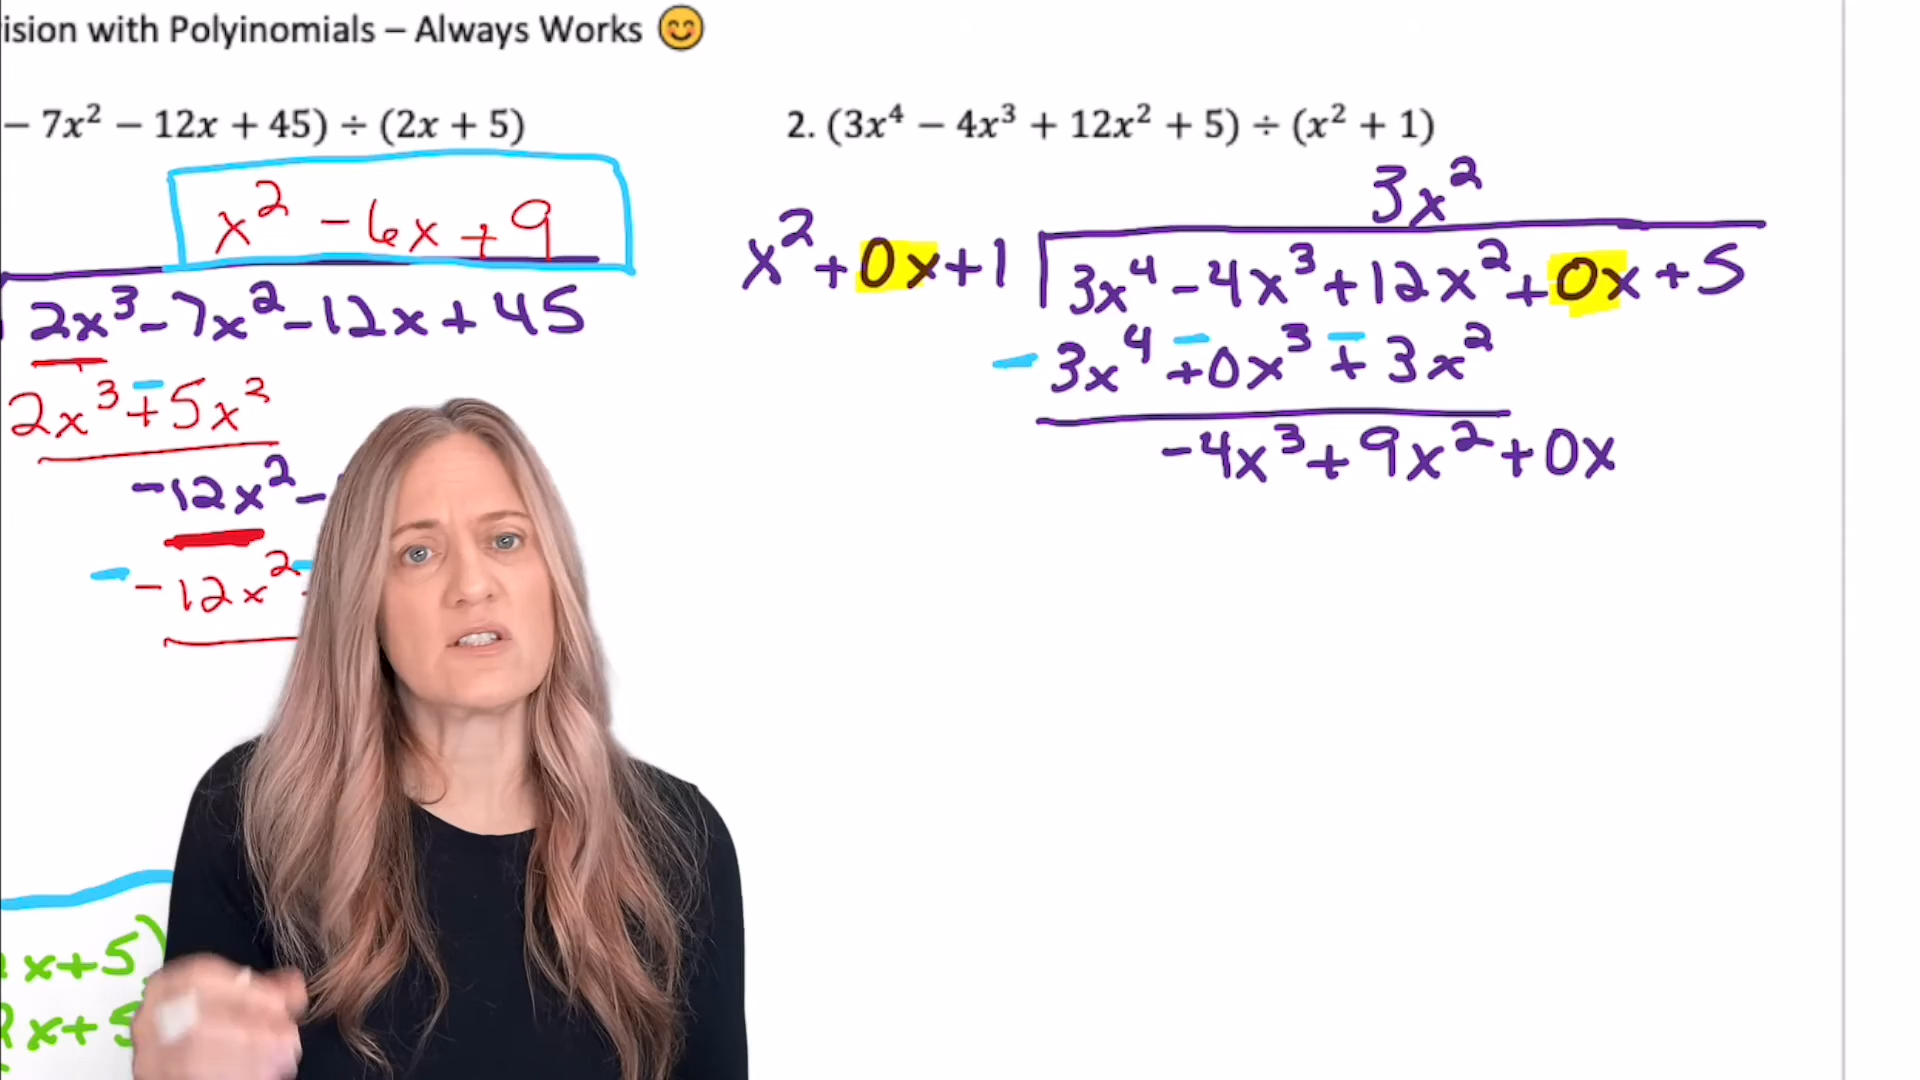 ision with Polyinomials – Always Works 😊
– 7x² – 12x + 45) ÷ (2x + 5)
x² – 6x + 9
2x³ – 7x² – 12x + 45
2x³ + 5x²
–12x² –
– –12x²
x + 5)
x + 5
2. (3x⁴ – 4x³ + 12x² + 5) ÷ (x² + 1)
3x²
x² + 0x + 1 3x⁴ – 4x³ + 12x² + 0x + 5
– 3x⁴ + 0x³ + 3x²
–4x³ + 9x² + 0x